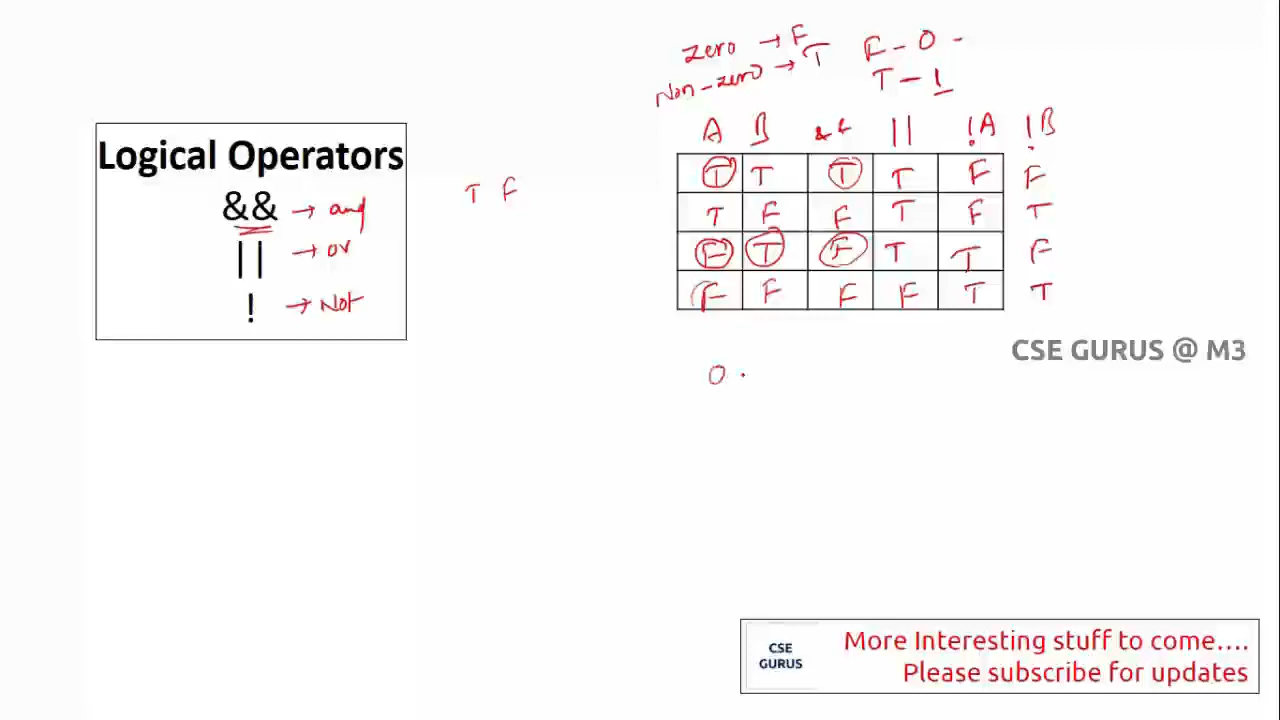 zero → F F - 0 -
Non-zero → T T - 1
A B && || !A !B
Logical Operators
&& → and
|| → or
! → Not
T F
T T T T F F
T F F T F T
F T F T T F
F F F F T T
CSE GURUS @ M3
0 .
CSE
GURUS
More Interesting stuff to come....
Please subscribe for updates